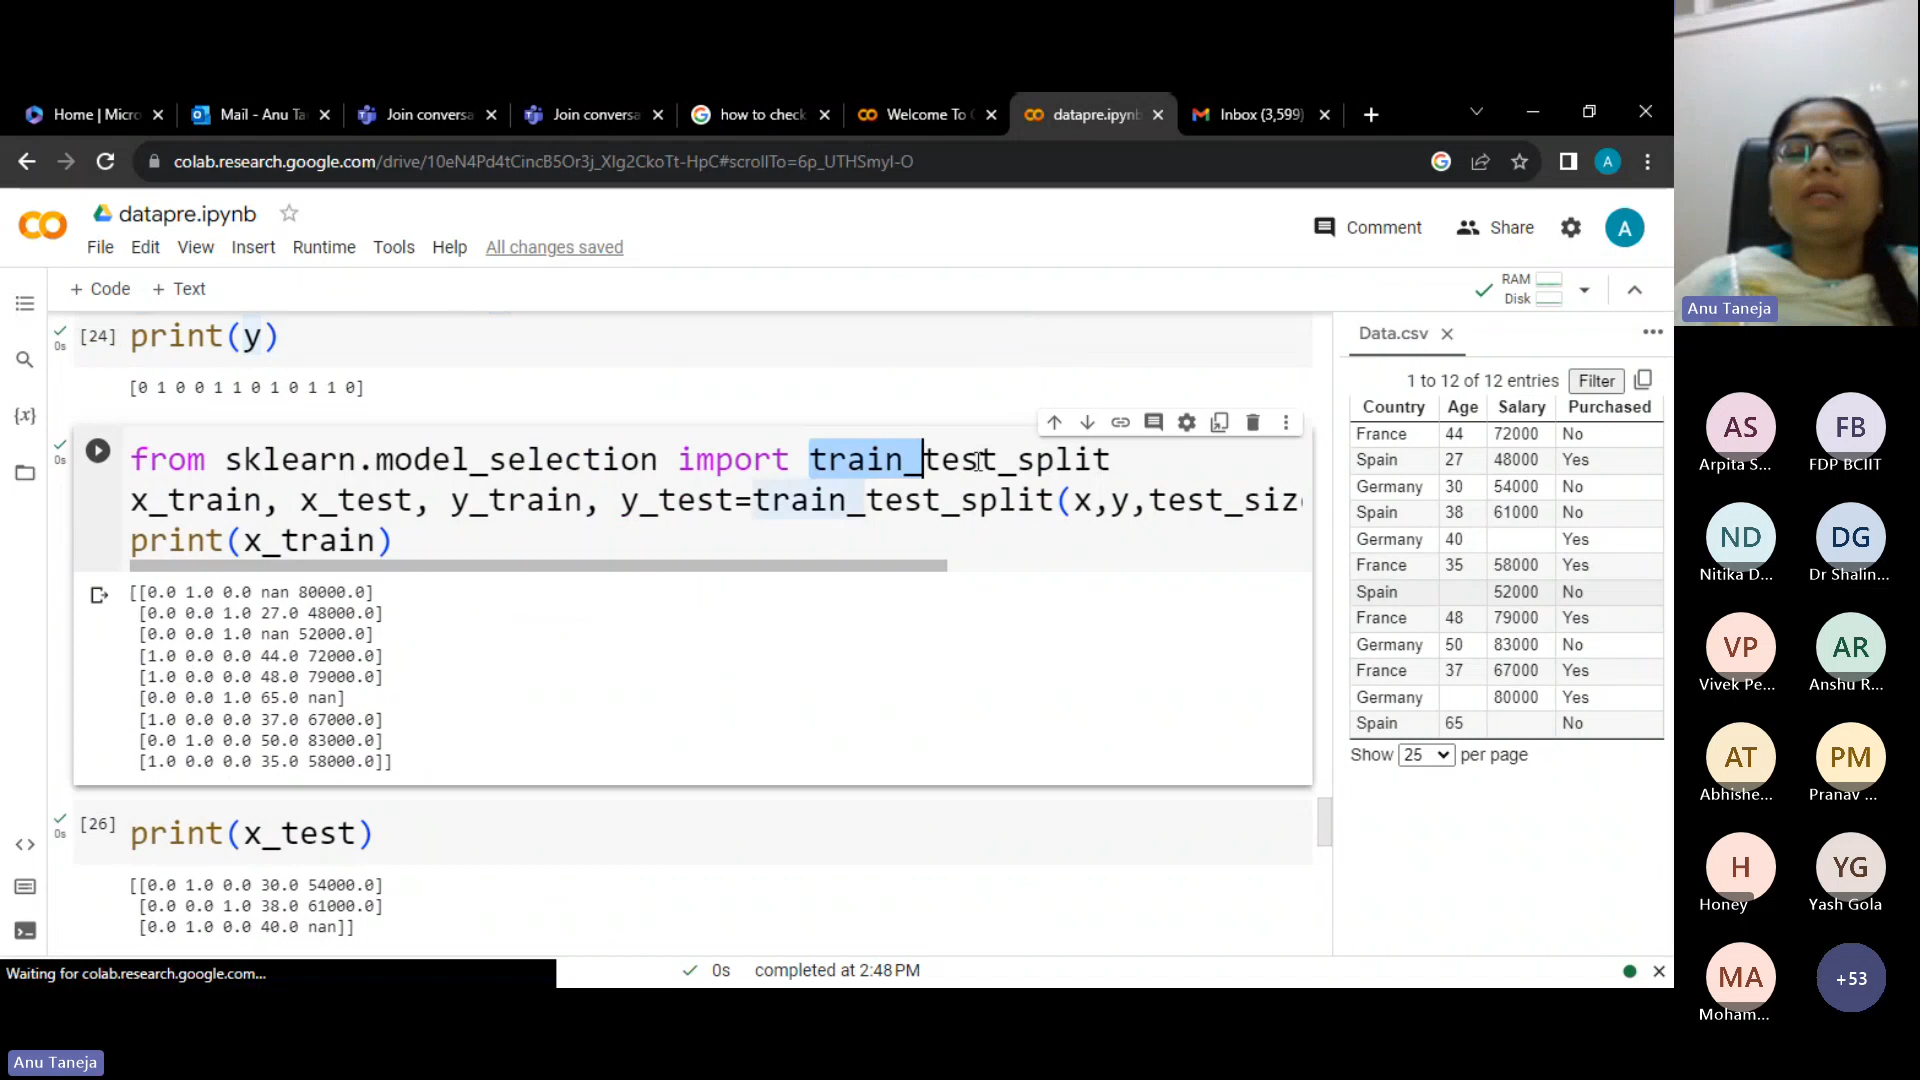 Home | Micro
Mail - Anu Ta
Join conversa
Join conversa
how to check
Welcome To C
datapre.ipynb
Inbox (3,599)
colab.research.google.com/drive/10eN4Pd4tCincB5Or3j_XIg2CkoTt-HpC#scrollTo=6p_UTHSmyI-O
A
datapre.ipynb
File Edit View Insert Runtime Tools Help All changes saved
Comment Share A
+ Code + Text
RAM
Disk
[24] print(y)
0s
[0 1 0 0 1 1 0 1 0 1 1 0]
from sklearn.model_selection import train_test_split
0s
x_train, x_test, y_train, y_test=train_test_split(x,y,test_size
print(x_train)
[[0.0 1.0 0.0 nan 80000.0]
[0.0 0.0 1.0 27.0 48000.0]
[0.0 0.0 1.0 nan 52000.0]
[1.0 0.0 0.0 44.0 72000.0]
[1.0 0.0 0.0 48.0 79000.0]
[0.0 0.0 1.0 65.0 nan]
[1.0 0.0 0.0 37.0 67000.0]
[0.0 1.0 0.0 50.0 83000.0]
[1.0 0.0 0.0 35.0 58000.0]]
[26] print(x_test)
0s
[[0.0 1.0 0.0 30.0 54000.0]
[0.0 0.0 1.0 38.0 61000.0]
[0.0 1.0 0.0 40.0 nan]]
Data.csv
1 to 12 of 12 entries Filter
Country Age Salary Purchased
France 44 72000 No
Spain 27 48000 Yes
Germany 30 54000 No
Spain 38 61000 No
Germany 40 Yes
France 35 58000 Yes
Spain 52000 No
France 48 79000 Yes
Germany 50 83000 No
France 37 67000 Yes
Germany 80000 Yes
Spain 65 No
Show 25 per page
Waiting for colab.research.google.com...
0s completed at 2:48 PM
Anu Taneja
AS FB
Arpita S... FDP BCIIT
ND DG
Nitika D... Dr Shalin...
VP AR
Vivek Pe... Anshu R...
AT PM
Abhishe... Pranav ...
H YG
Honey Yash Gola
MA +53
Moham...
Anu Taneja